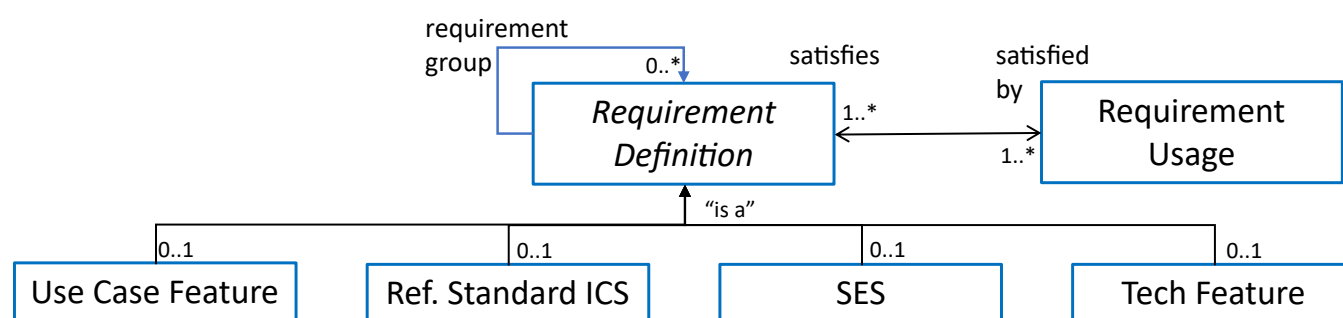 requirement
group
0..*
satisfies
satisfied
by
Requirement
Definition
1..*
1..*
Requirement
Usage
“is a”
0..1
0..1
0..1
0..1
Use Case Feature
Ref. Standard ICS
SES
Tech Feature